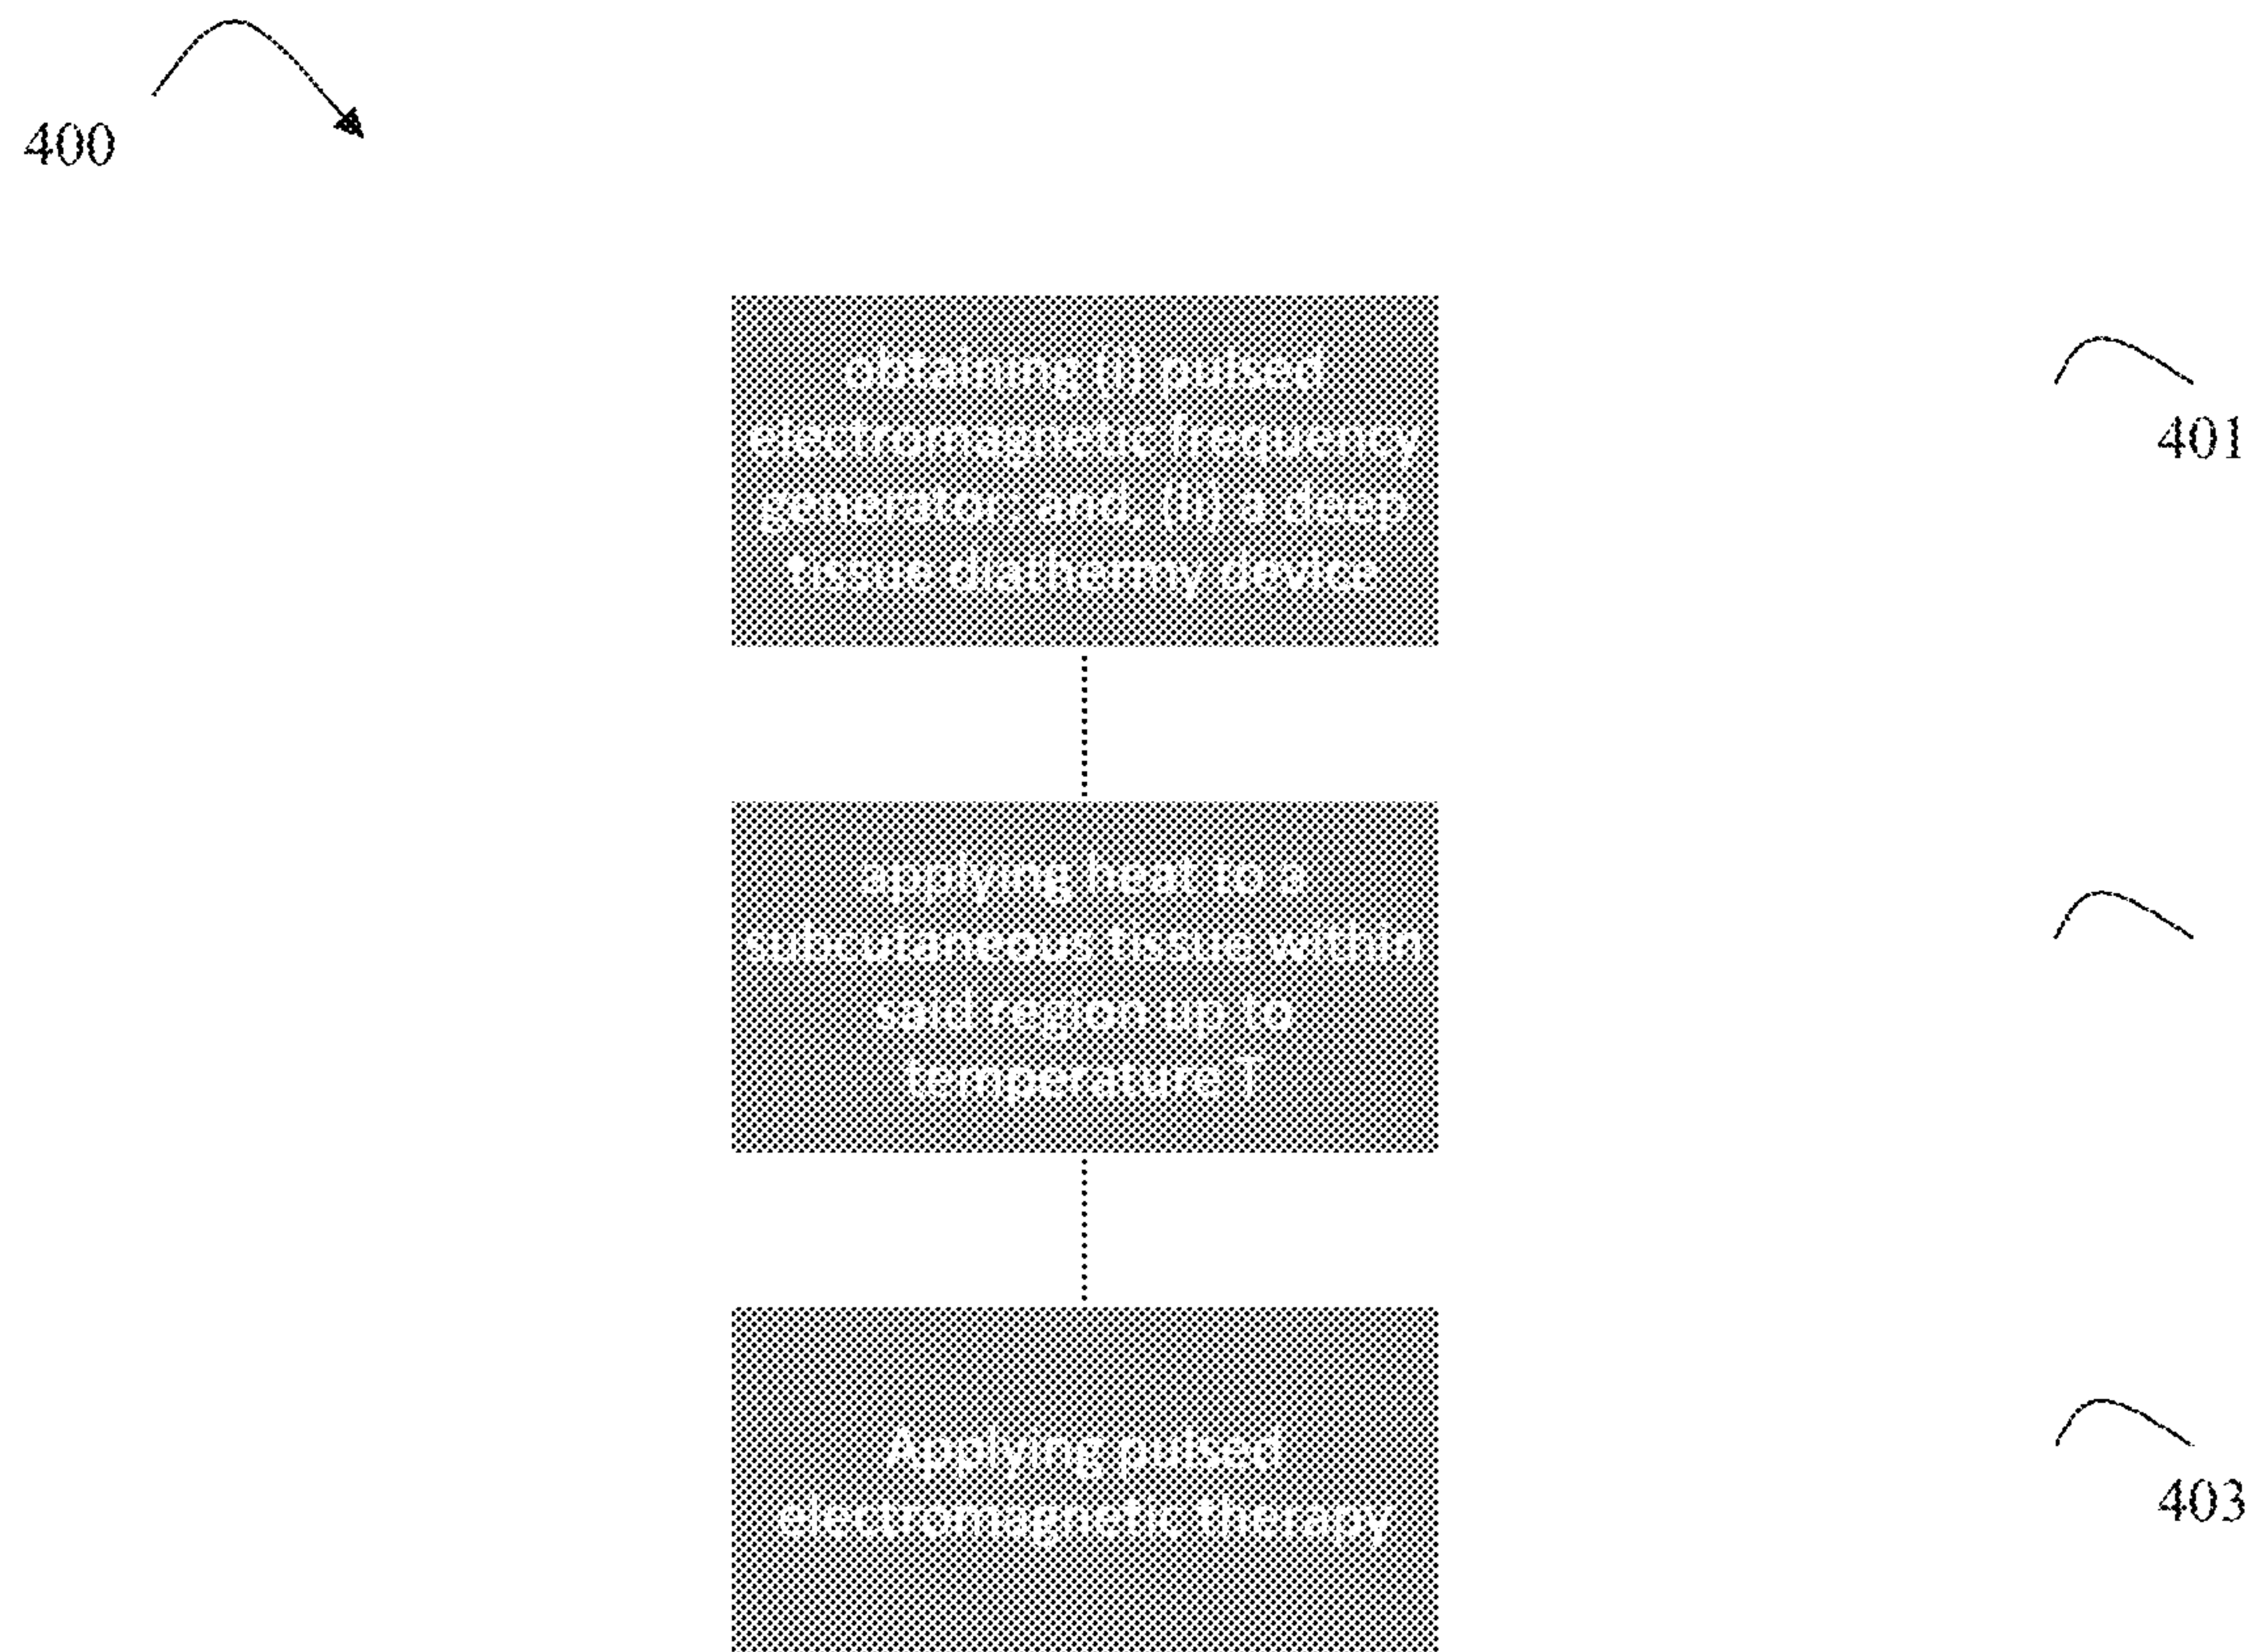 400
obtaining (i) pulsed
electromagnetic frequency
generator; and, (ii) a deep
tissue diathermy device
401
applying heat to a
subcutaneous tissue within
said region up to
temperature T
Applying pulsed
electromagnetic therapy
403